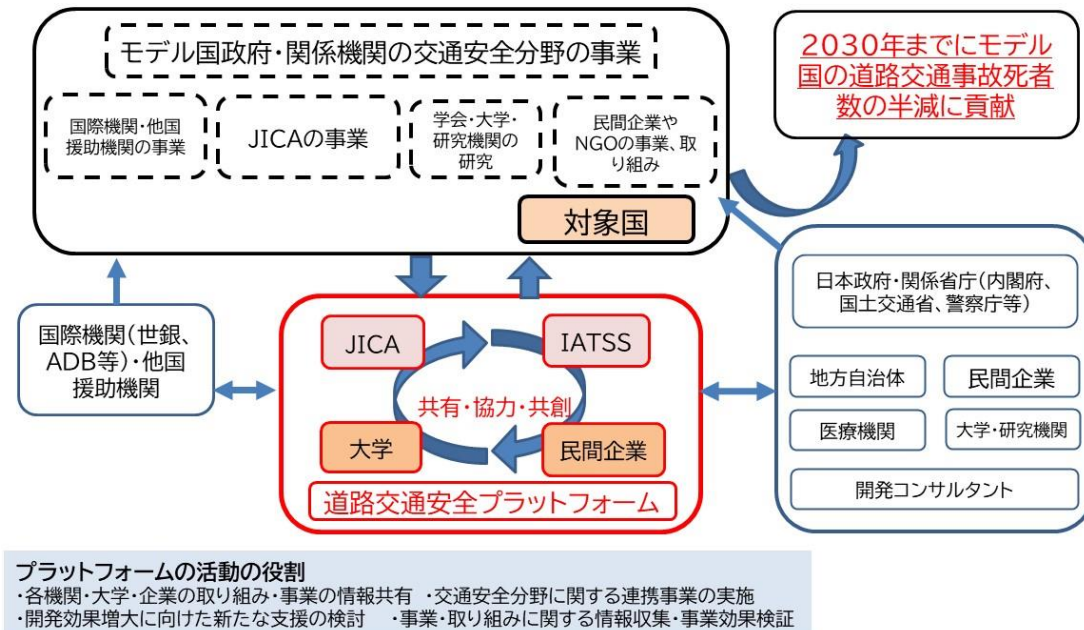 モデル国政府・関係機関の交通安全分野の事業
国際機関・他国
援助機関の事業
JICAの事業
学会・大学・
研究機関の
研究
民間企業や
NGOの事業、取
り組み
対象国
2030年までにモデル
国の道路交通事故死者
数の半減に貢献
国際機関(世銀、
ADB等)・他国
援助機関
JICA
IATSS
共有・協力・共創
大学
民間企業
道路交通安全プラットフォーム
日本政府・関係省庁(内閣府、
国土交通省、警察庁等)
地方自治体
民間企業
医療機関
大学・研究機関
開発コンサルタント
プラットフォームの活動の役割
・各機関・大学・企業の取り組み・事業の情報共有 ・交通安全分野に関する連携事業の実施
・開発効果増大に向けた新たな支援の検討 ・事業・取り組みに関する情報収集・事業効果検証